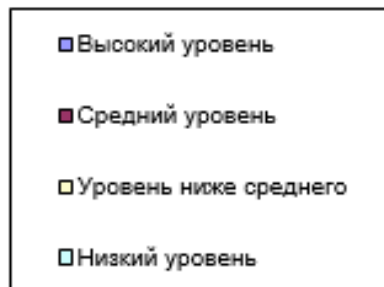 Высокий уровень
Средний уровень
Уровень ниже среднего
Низкий уровень